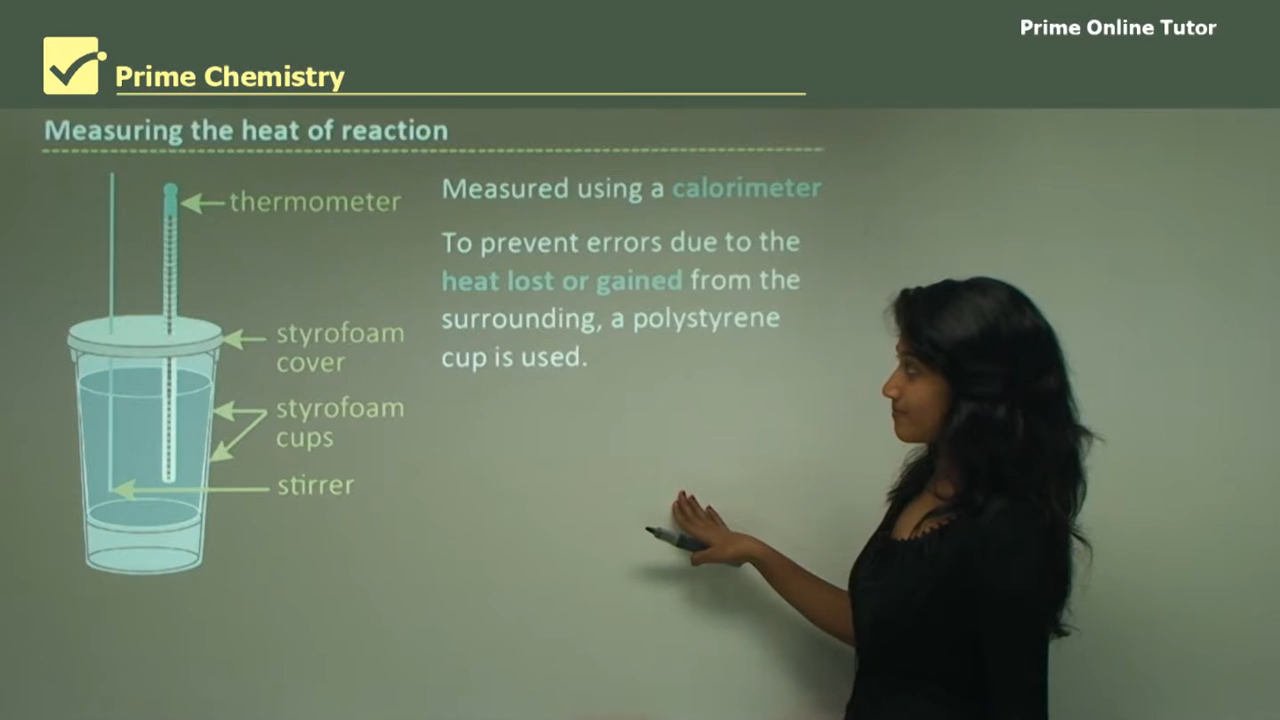 Prime Online Tutor
Prime Chemistry
Measuring the heat of reaction
thermometer
styrofoam
cover
styrofoam
cups
stirrer
Measured using a calorimeter
To prevent errors due to the
heat lost or gained from the
surrounding, a polystyrene
cup is used.